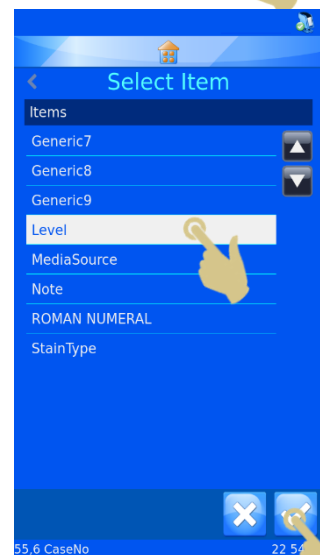 Select Item
Items
Generic7
Generic8
Generic9
Level
MediaSource
Note
ROMAN NUMERAL
StainType
55,6 CaseNo
22 54